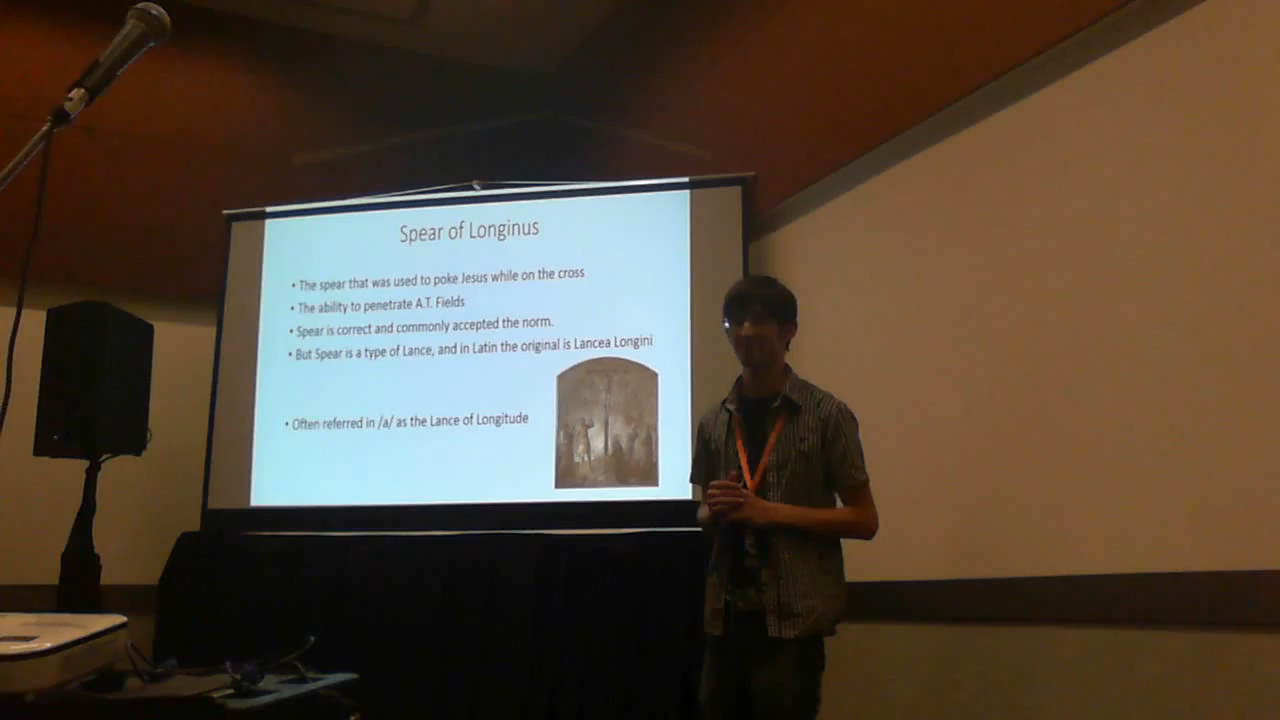 Spear of Longinus
• The spear that was used to poke Jesus while on the cross
• The ability to penetrate A.T. Fields
• Spear is correct and commonly accepted the norm.
• But Spear is a type of Lance, and in Latin the original is Lancea Longini
• Often referred in /a/ as the Lance of Longitude